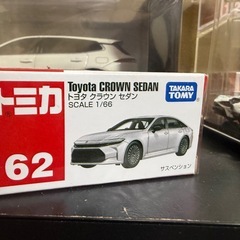 トミカ
Toyota CROWN SEDAN
トヨタ クラウン セダン
SCALE 1/66
TAKARA
TOMY
62
サスペンション